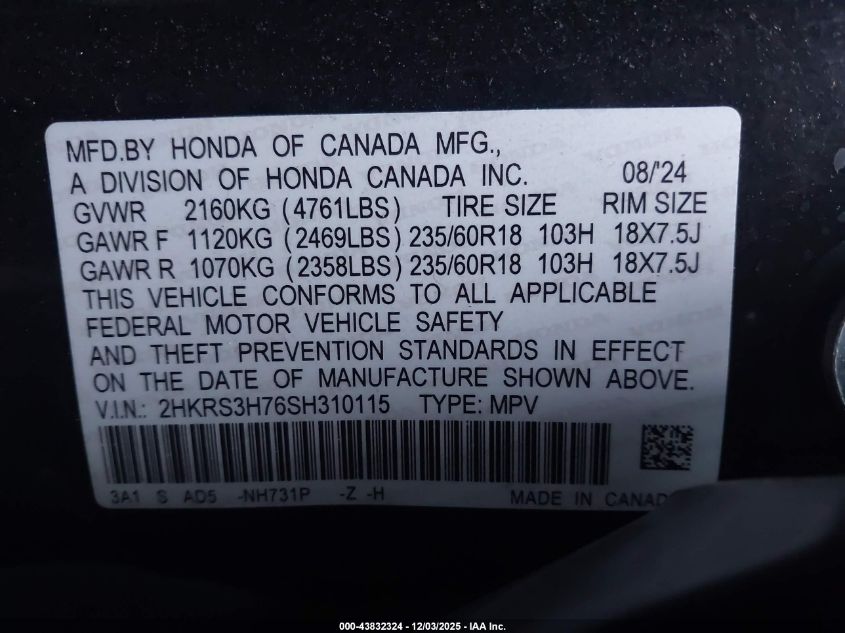 MFD.BY HONDA OF CANADA MFG.,
A DIVISION OF HONDA CANADA INC. 08/'24
GVWR 2160KG (4761LBS) TIRE SIZE RIM SIZE
GAWR F 1120KG (2469LBS) 235/60R18 103H 18X7.5J
GAWR R 1070KG (2358LBS) 235/60R18 103H 18X7.5J
THIS VEHICLE CONFORMS TO ALL APPLICABLE
FEDERAL MOTOR VEHICLE SAFETY
AND THEFT PREVENTION STANDARDS IN EFFECT
ON THE DATE OF MANUFACTURE SHOWN ABOVE.
V.I.N.: 2HKRS3H76SH310115 TYPE: MPV
3A1 S AD5 -NH731P -Z -H MADE IN CANAD
000-43832324 - 12/03/2025 - IAA Inc.